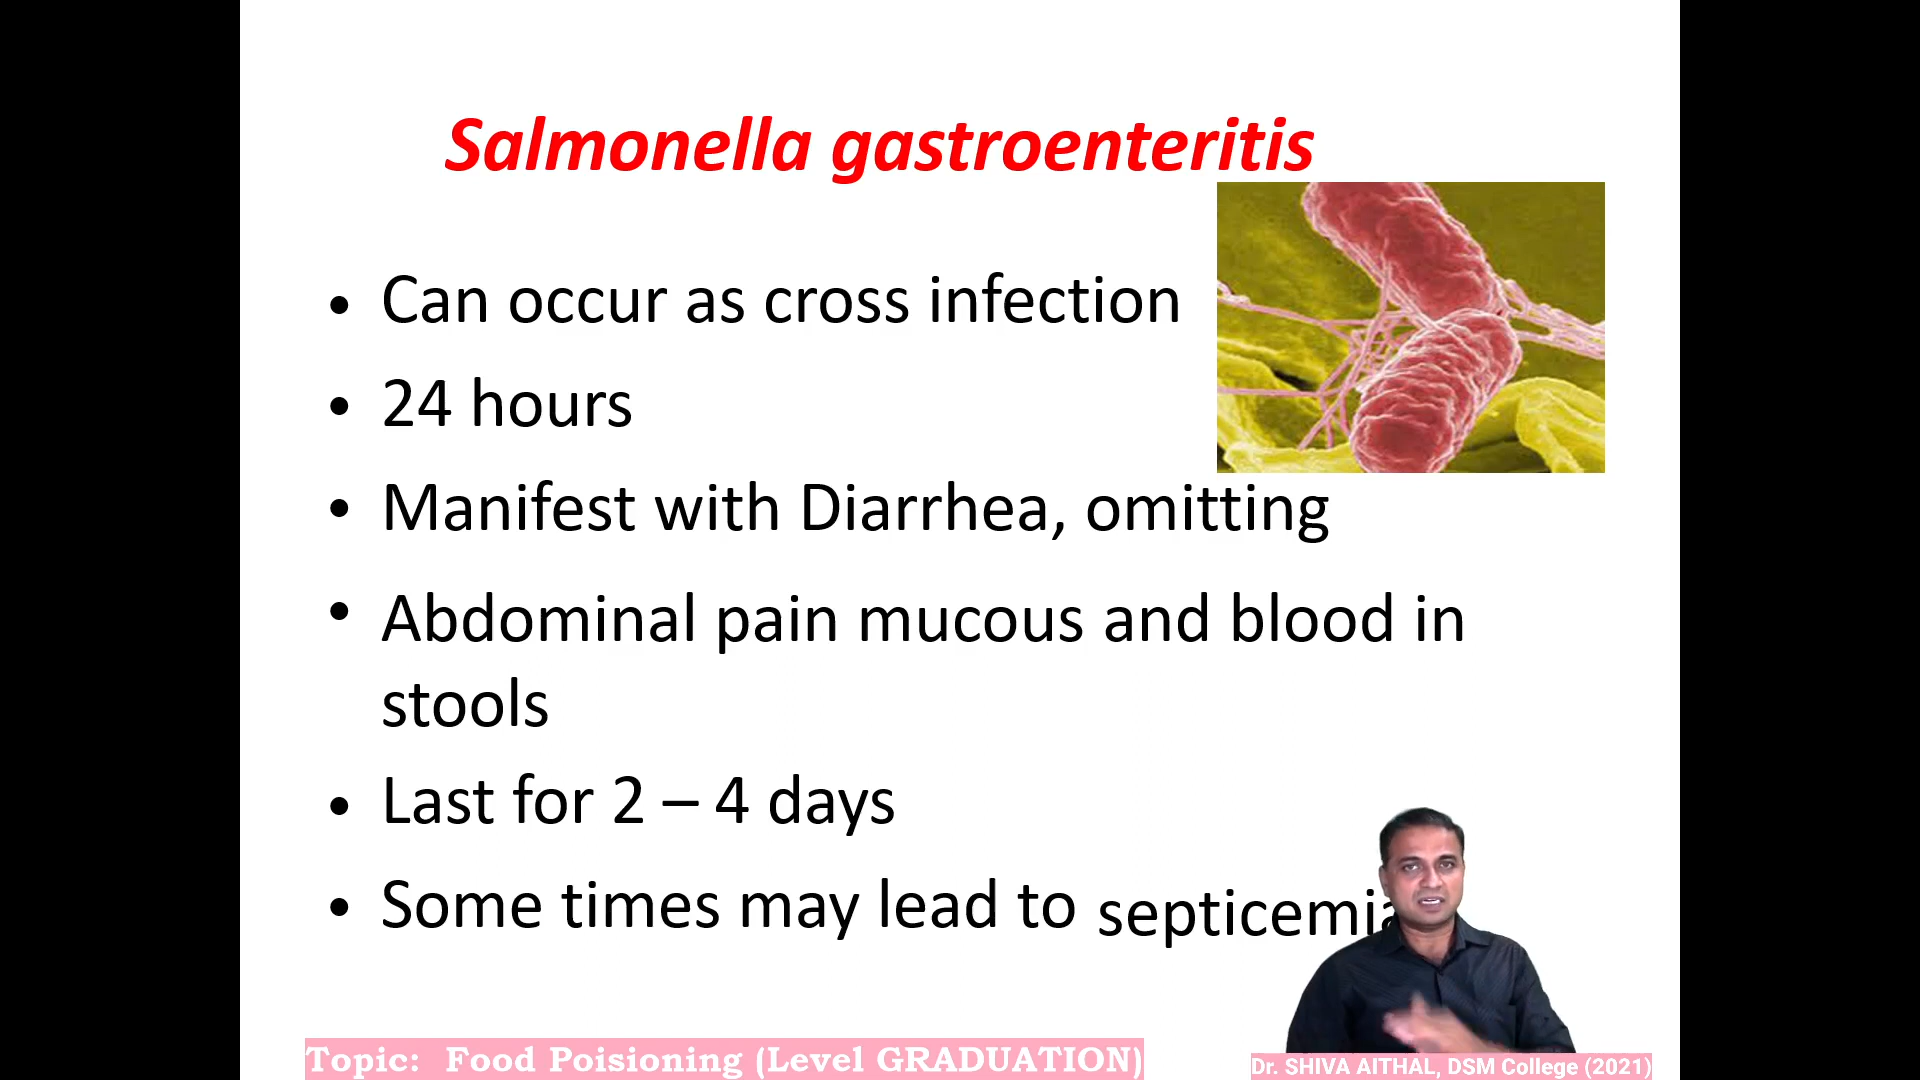 Salmonella gastroenteritis
• Can occur as cross infection
• 24 hours
• Manifest with Diarrhea, omitting
• Abdominal pain mucous and blood in
stools
• Last for 2 – 4 days
• Some times may lead to septicemia
Topic: Food Poisioning (Level GRADUATION)
Dr. SHIVA AITHAL, DSM College (2021)